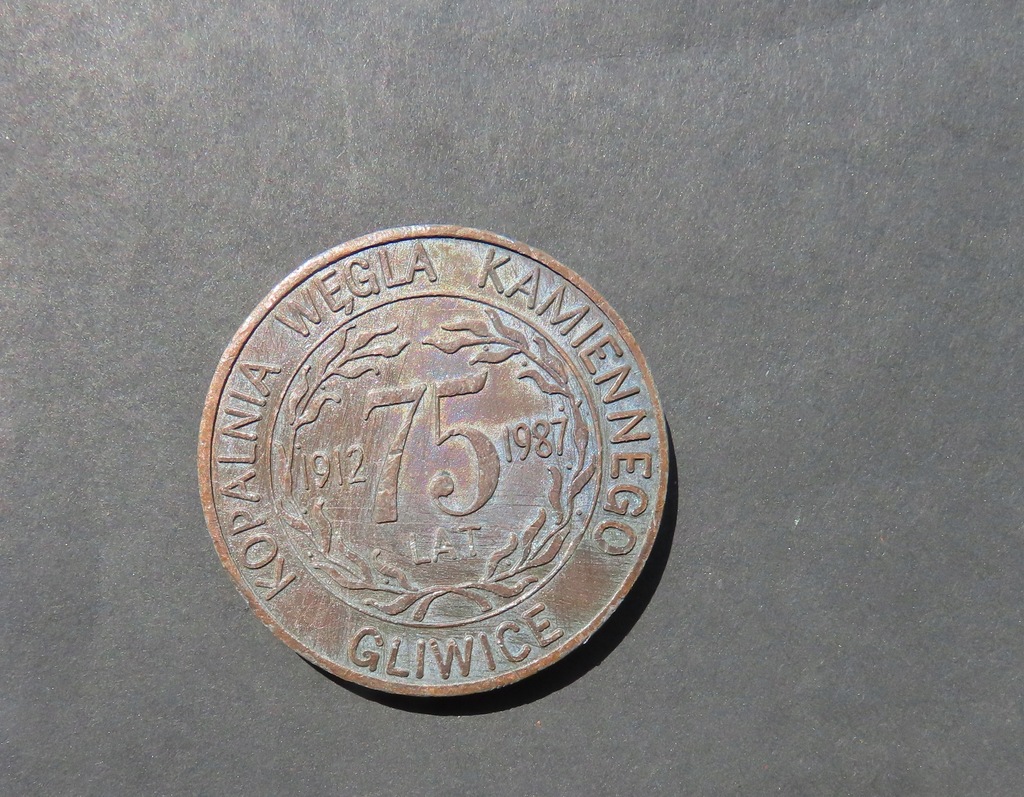 KOPALNIA WĘGLA KAMIENNEGO
1912 75 1987
LAT
GLIWICE